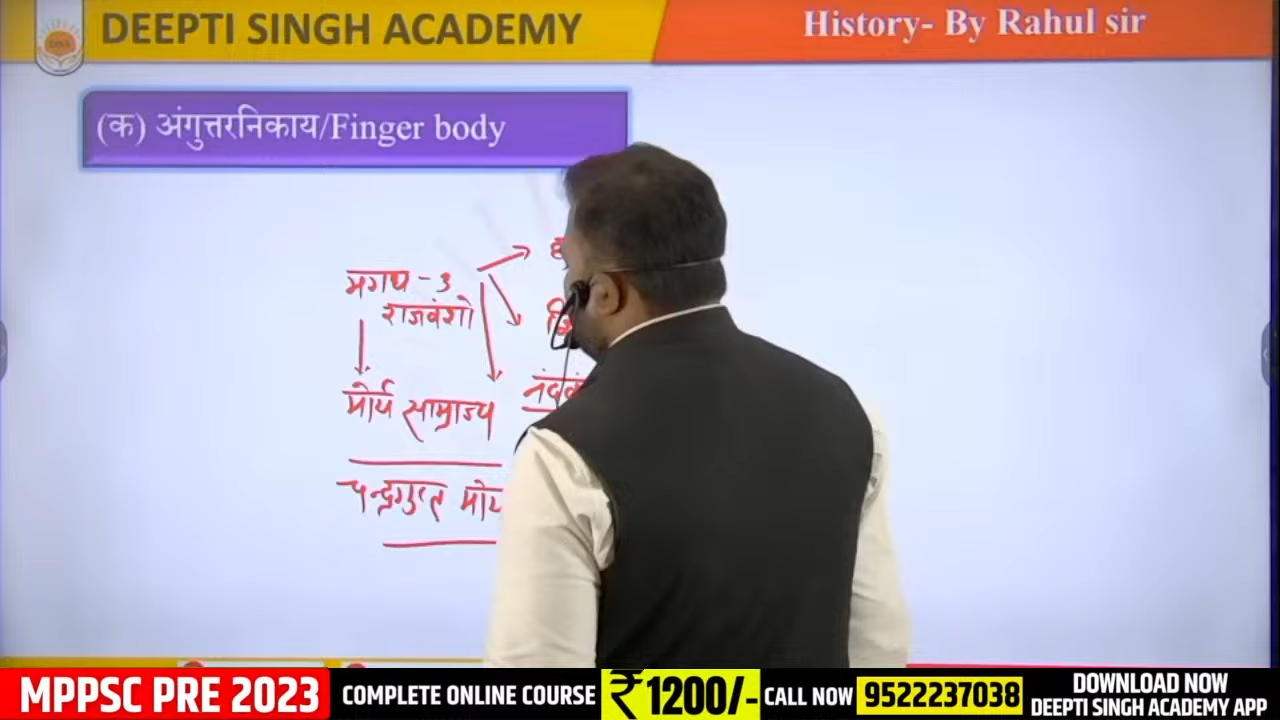 DEEPTI SINGH ACADEMY
History- By Rahul sir
(क) अंगुत्तरनिकाय/Finger body
मगध - 3
राजवंशो
मोर्य साम्राज्य
चन्द्रगुप्त
MPPSC PRE 2023
COMPLETE ONLINE COURSE
₹1200/-
CALL NOW
9522237038
DOWNLOAD NOW
DEEPTI SINGH ACADEMY APP